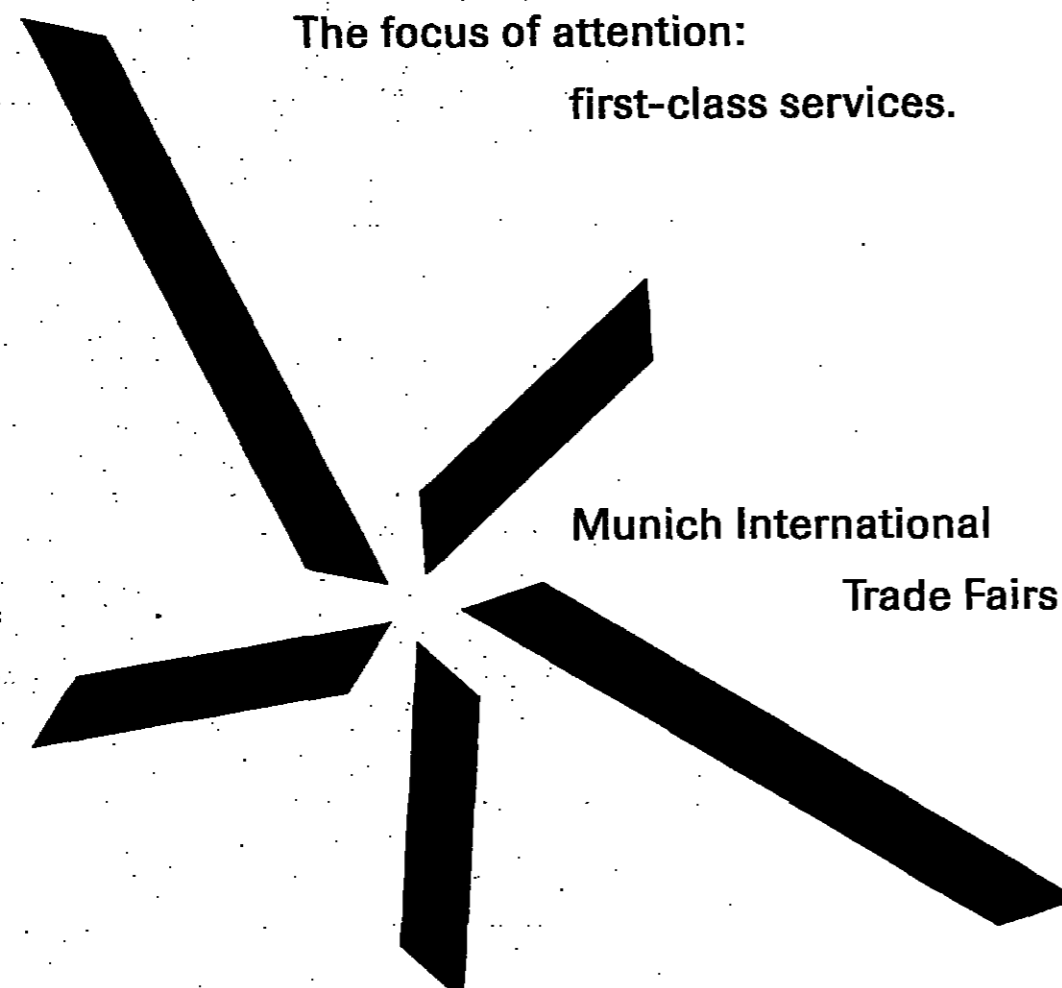 The focus of attention:
first-class services.
Munich International
Trade Fairs